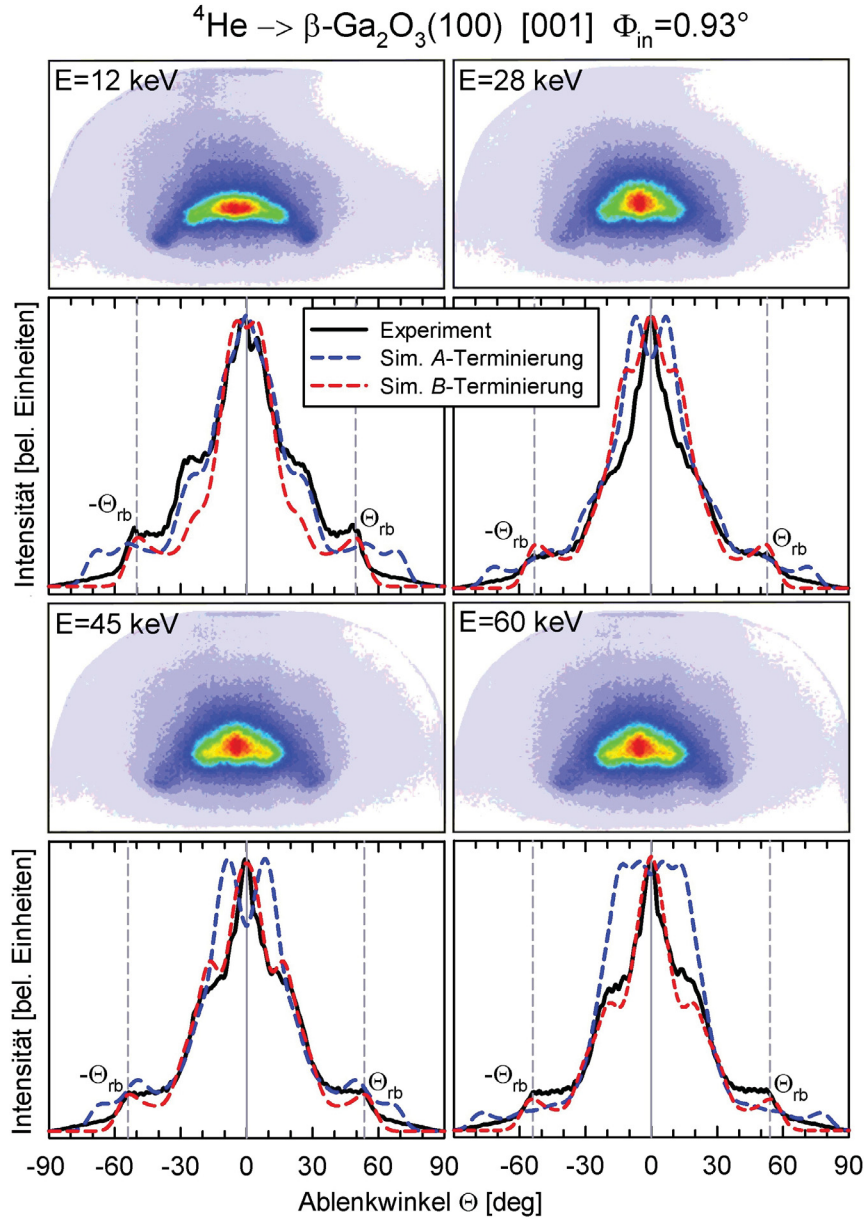 ⁴He –> β-Ga₂O₃(100) [001] Φin=0.93°
E=12 keV
E=28 keV
Experiment
Sim. A-Terminierung
Sim. B-Terminierung
Intensität [bel. Einheiten]
-Θrb
Θrb
-Θrb
Θrb
E=45 keV
E=60 keV
Intensität [bel. Einheiten]
-Θrb
Θrb
-Θrb
Θrb
-90 -60 -30 0 30 60 90
-60 -30 0 30 60 90
Ablenkwinkel Θ [deg]